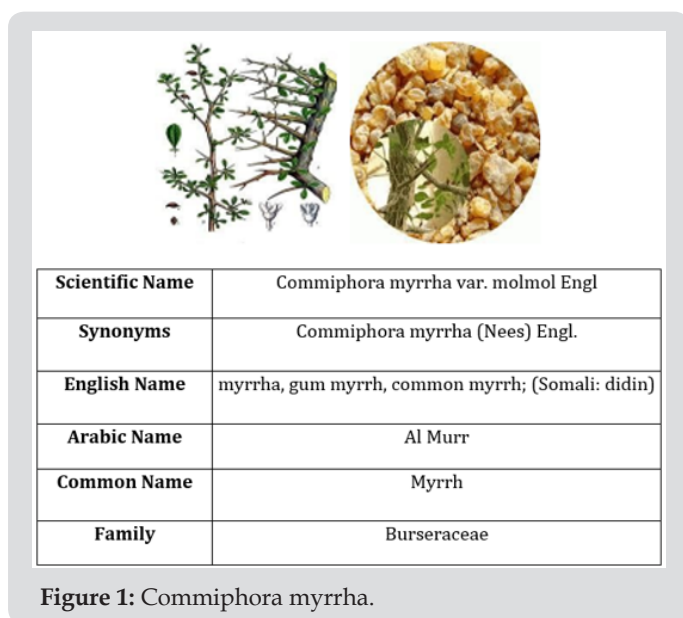 Scientific Name Commiphora myrrha var. molmol Engl
Synonyms Commiphora myrrha (Nees) Engl.
English Name myrrha, gum myrrh, common myrrh; (Somali: didin)
Arabic Name Al Murr
Common Name Myrrh
Family Burseraceae
Figure 1: Commiphora myrrha.